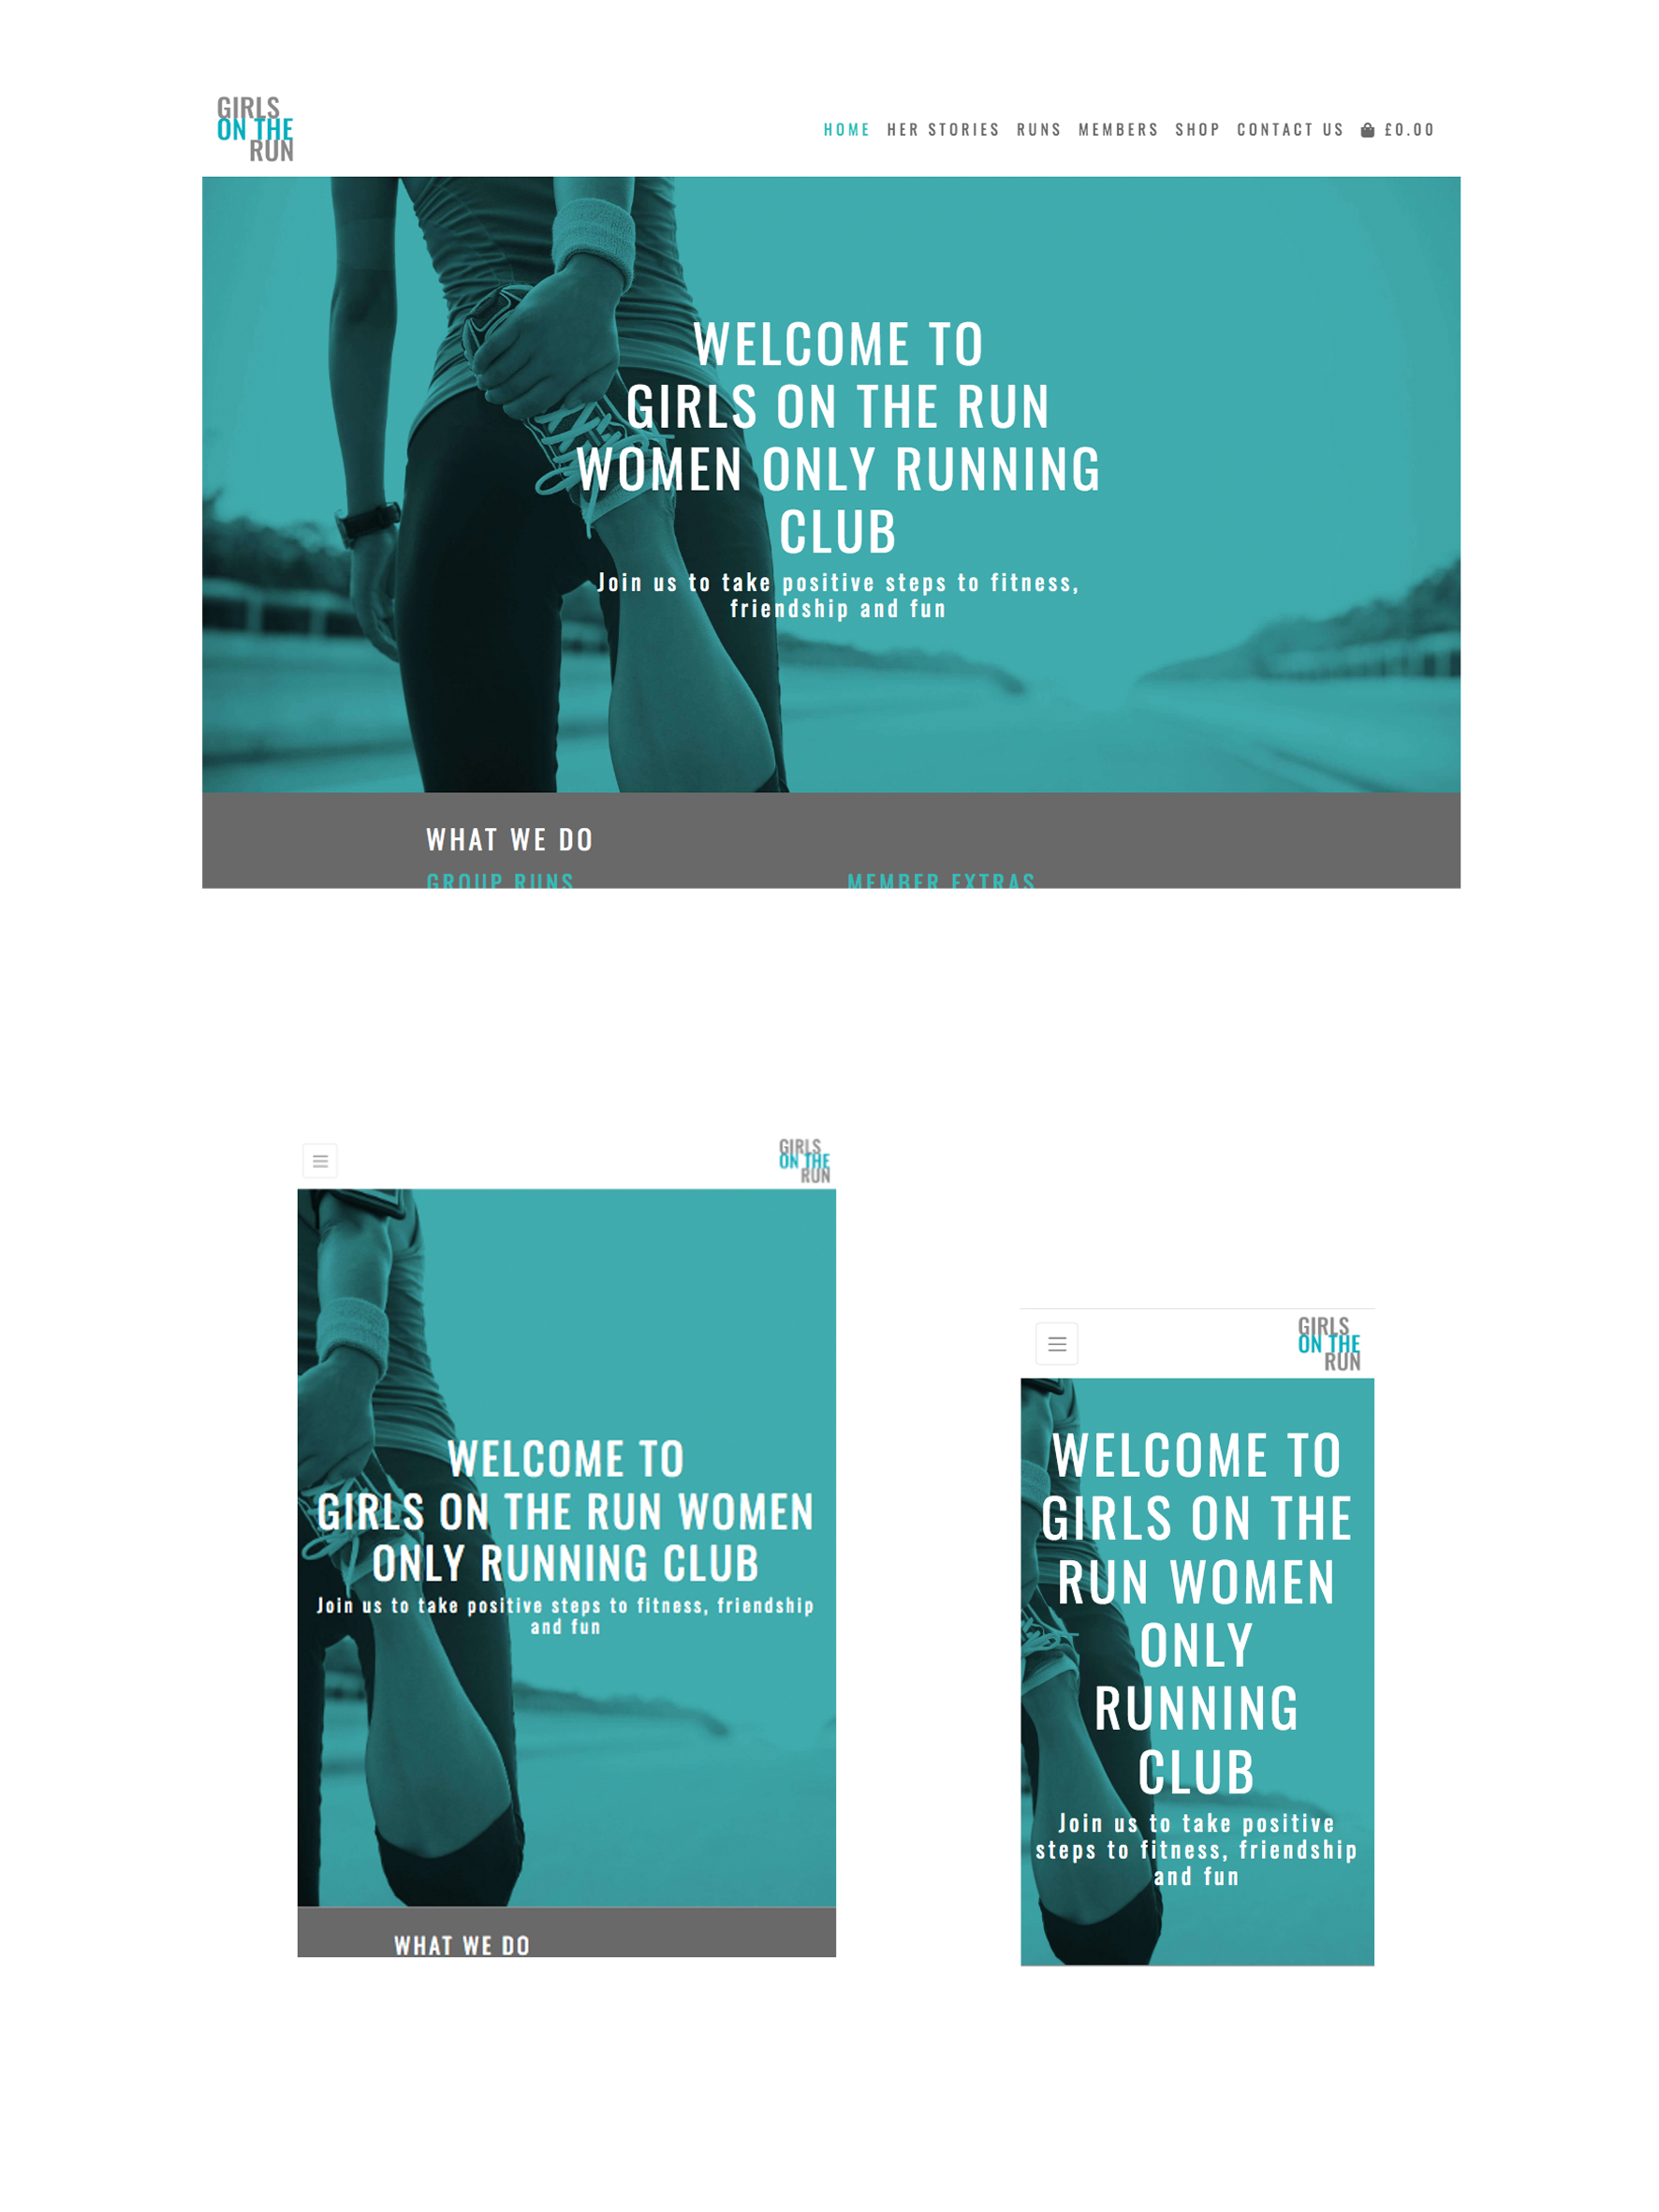 GIRLS
ON THE
RUN
HOME HER STORIES RUNS MEMBERS SHOP CONTACT US £0.00
WELCOME TO
GIRLS ON THE RUN
WOMEN ONLY RUNNING
CLUB
Join us to take positive steps to fitness,
friendship and fun
WHAT WE DO
GROUP RUNS MEMBER EXTRAS
GIRLS
ON THE
RUN
WELCOME TO
GIRLS ON THE RUN WOMEN
ONLY RUNNING CLUB
Join us to take positive steps to fitness, friendship
and fun
WHAT WE DO
GIRLS
ON THE
RUN
WELCOME TO
GIRLS ON THE
RUN WOMEN
ONLY
RUNNING
CLUB
Join us to take positive
steps to fitness, friendship
and fun